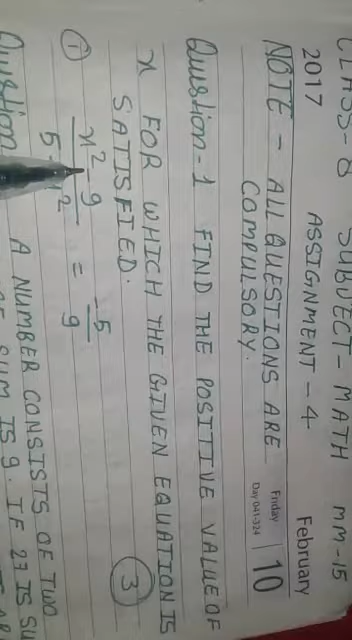 CLASS-8 SUBJECT-MATH MM-15
2017 ASSIGNMENT-4 February
NOTE - ALL QUESTIONS ARE COMPULSORY.
Friday
Day 041-324
10
Question-1 FIND THE POSITIVE VALUE OF
x FOR WHICH THE GIVEN EQUATION IS
SATISFIED. 3
① x² - 9 / 5 = -5/9
Question
A NUMBER CONSISTS OF TWO
SUM IS 9. IF 27 IS SU